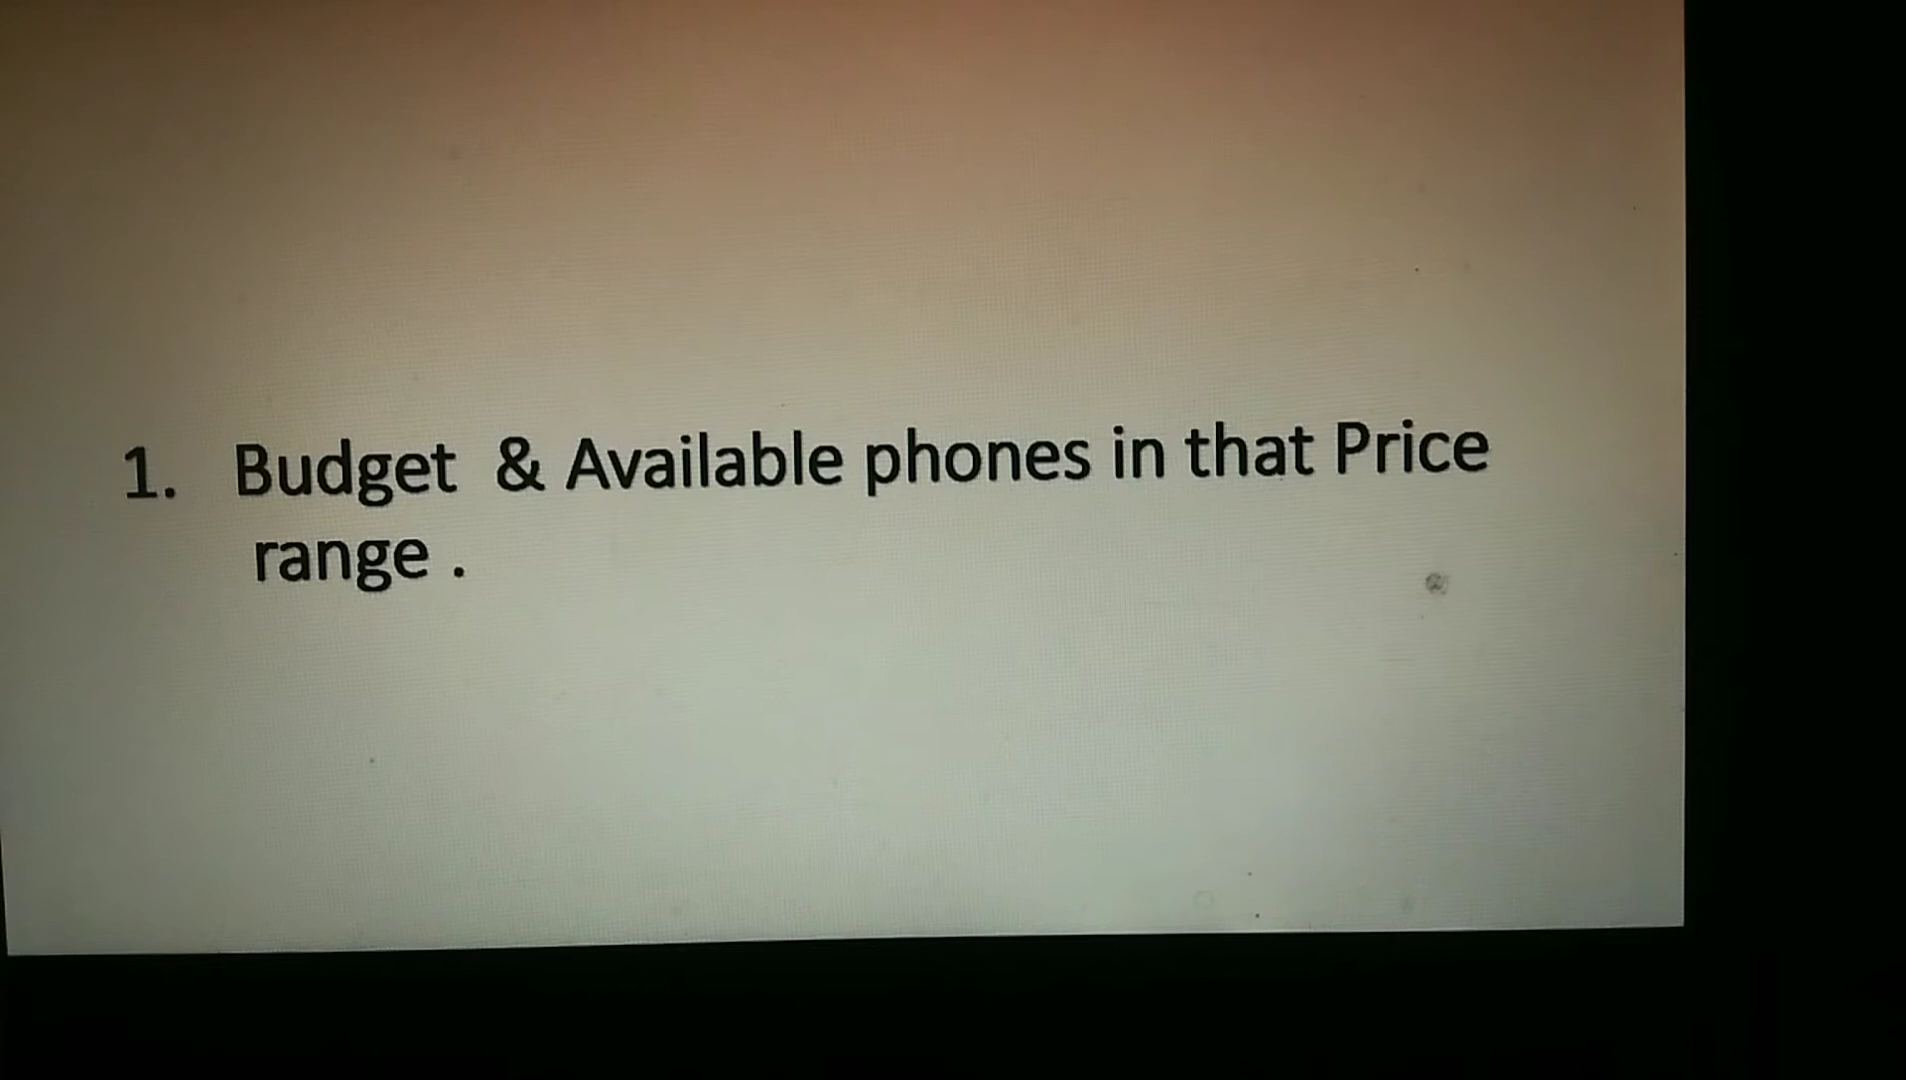 1. Budget & Available phones in that Price
range .